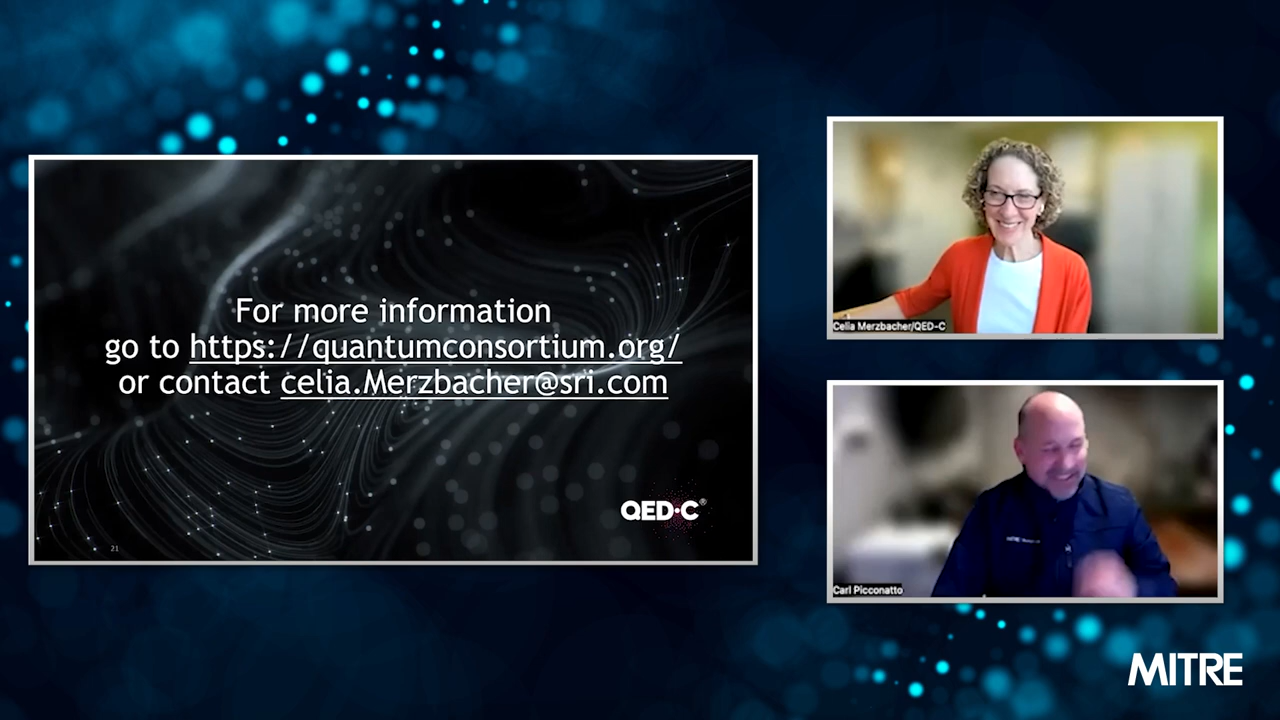 For more information
go to https://quantumconsortium.org/
or contact celia.Merzbacher@sri.com
QED·C®
21
Celia Merzbacher/QED-C
MITRE
Carl Picconatto
MITRE